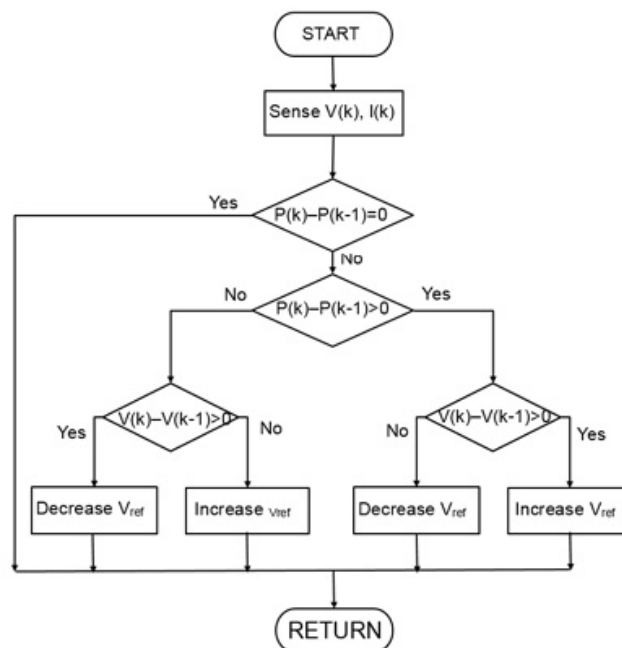 START
Sense V(k), I(k)
Yes
P(k)–P(k-1)=0
No
No
P(k)–P(k-1)>0
Yes
V(k)–V(k-1)>0
V(k)–V(k-1)>0
Yes
No
No
Yes
Decrease Vref
Increase Vref
Decrease Vref
Increase Vref
RETURN